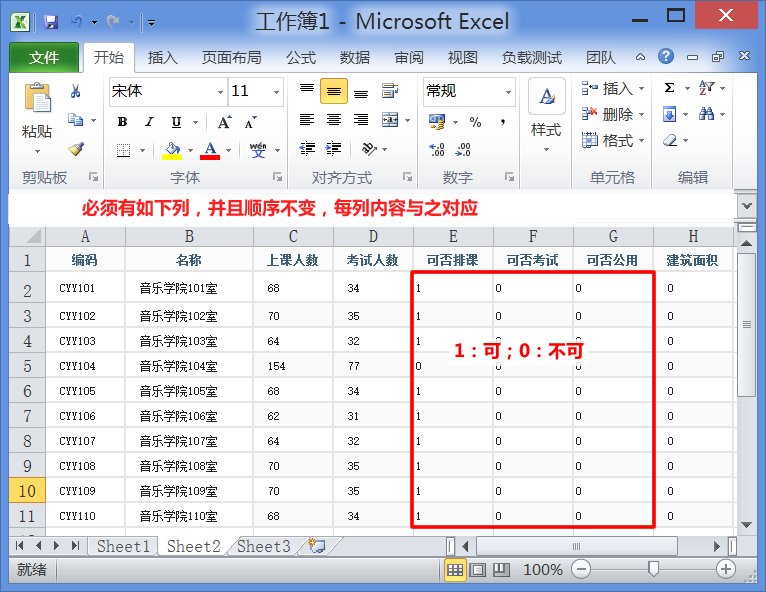 工作簿1 - Microsoft Excel
文件 开始 插入 页面布局 公式 数据 审阅 视图 负载测试 团队
宋体 11 常规 插入
粘贴 B I U A A 样式 删除
A wén 文 % , 格式
剪贴板 字体 对齐方式 数字 单元格 编辑
必须有如下列，并且顺序不变，每列内容与之对应
A B C D E F G H
1 编码 名称 上课人数 考试人数 可否排课 可否考试 可否公用 建筑面积
2 CYY101 音乐学院101室 68 34 1 0 0 0
3 CYY102 音乐学院102室 70 35 1 0 0 0
4 CYY103 音乐学院103室 64 32 1 0 0 0
1：可；0：不可
5 CYY104 音乐学院104室 154 77 0 0 0 0
6 CYY105 音乐学院105室 68 34 1 0 0 0
7 CYY106 音乐学院106室 62 31 1 0 0 0
8 CYY107 音乐学院107室 64 32 1 0 0 0
9 CYY108 音乐学院108室 70 35 1 0 0 0
10 CYY109 音乐学院109室 70 35 1 0 0 0
11 CYY110 音乐学院110室 68 34 1 0 0 0
Sheet1 Sheet2 Sheet3
就绪 100%